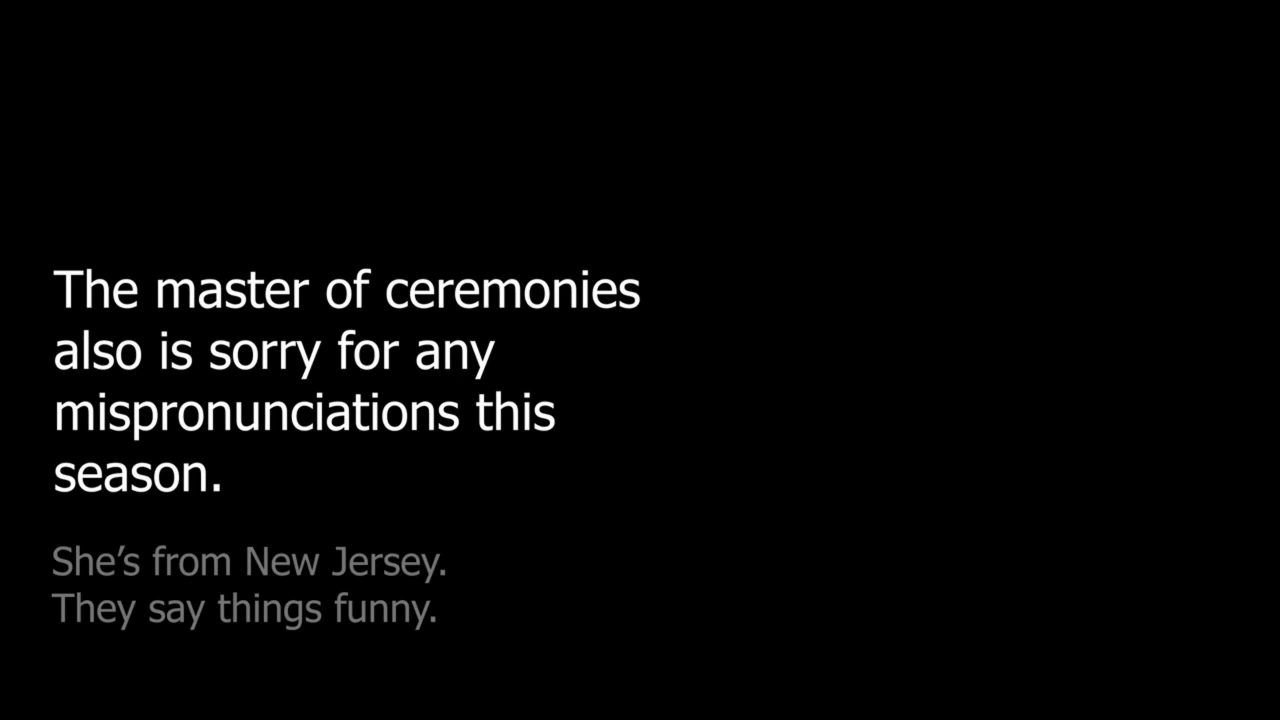 The master of ceremonies
also is sorry for any
mispronunciations this
season.
She’s from New Jersey.
They say things funny.